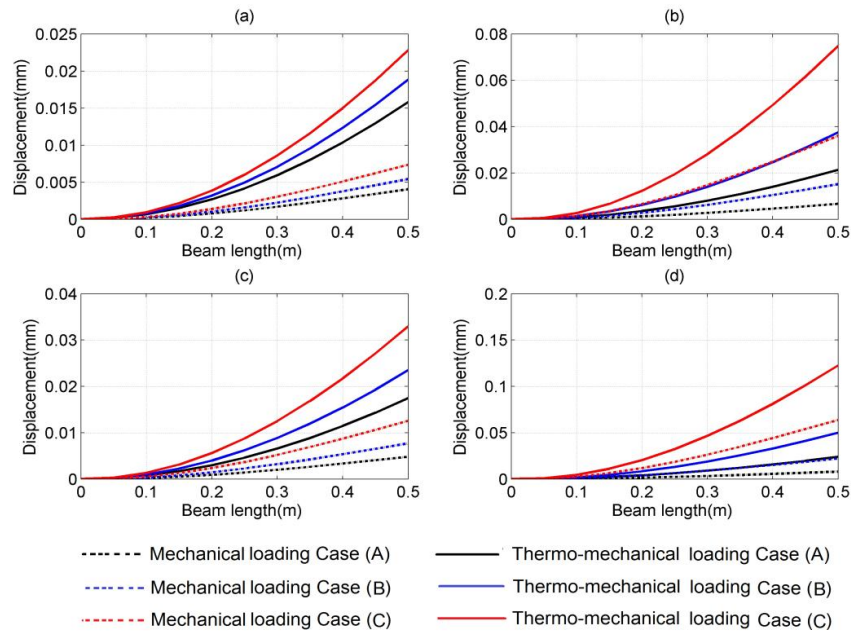 (a)
0.025
0.02
0.015
0.01
0.005
0
Displacement(mm)
0 0.1 0.2 0.3 0.4 0.5
Beam length(m)
(b)
0.08
0.06
0.04
0.02
0
Displacement(mm)
0 0.1 0.2 0.3 0.4 0.5
Beam length(m)
(c)
0.04
0.03
0.02
0.01
0
Displacement(mm)
0 0.1 0.2 0.3 0.4 0.5
Beam length(m)
(d)
0.2
0.15
0.1
0.05
0
Displacement(mm)
0 0.1 0.2 0.3 0.4 0.5
Beam length(m)
Mechanical loading Case (A)
Mechanical loading Case (B)
Mechanical loading Case (C)
Thermo-mechanical loading Case (A)
Thermo-mechanical loading Case (B)
Thermo-mechanical loading Case (C)